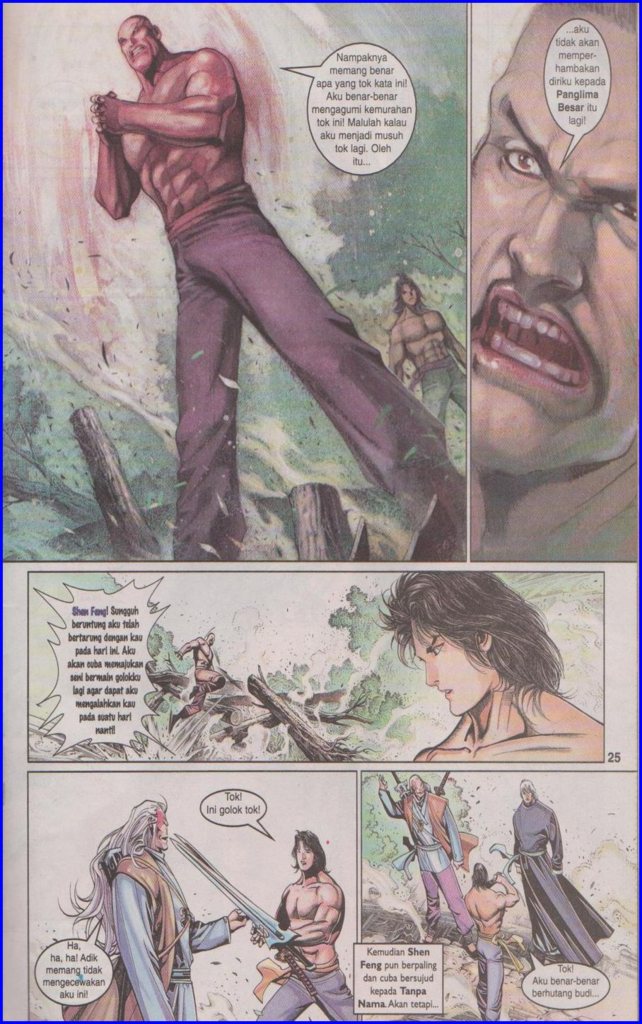 Nampaknya
memang benar
apa yang tok kata ini!
Aku benar-benar
mengagumi kemurahan
tok ini! Malulah kalau
aku menjadi musuh
tok lagi. Oleh
itu...
...aku
tidak akan
memper-
hambakan
diriku kepada
Panglima
Besar itu
lagi!
Shen Feng! Sungguh
beruntung aku telah
bertarung dengan kau
pada hari ini. Aku
akan cuba memajukan
seni bermain golokku
lagi agar dapat aku
mengalahkan kau
pada suatu hari
nanti!
25
Tok!
Ini golok tok!
Ha,
ha, ha! Adik
memang tidak
mengecewakan
aku ini!
Kemudian Shen
Feng pun berpaling
dan cuba bersujud
kepada Tanpa
Nama. Akan tetapi...
Tok!
Aku benar-benar
berhutang budi...